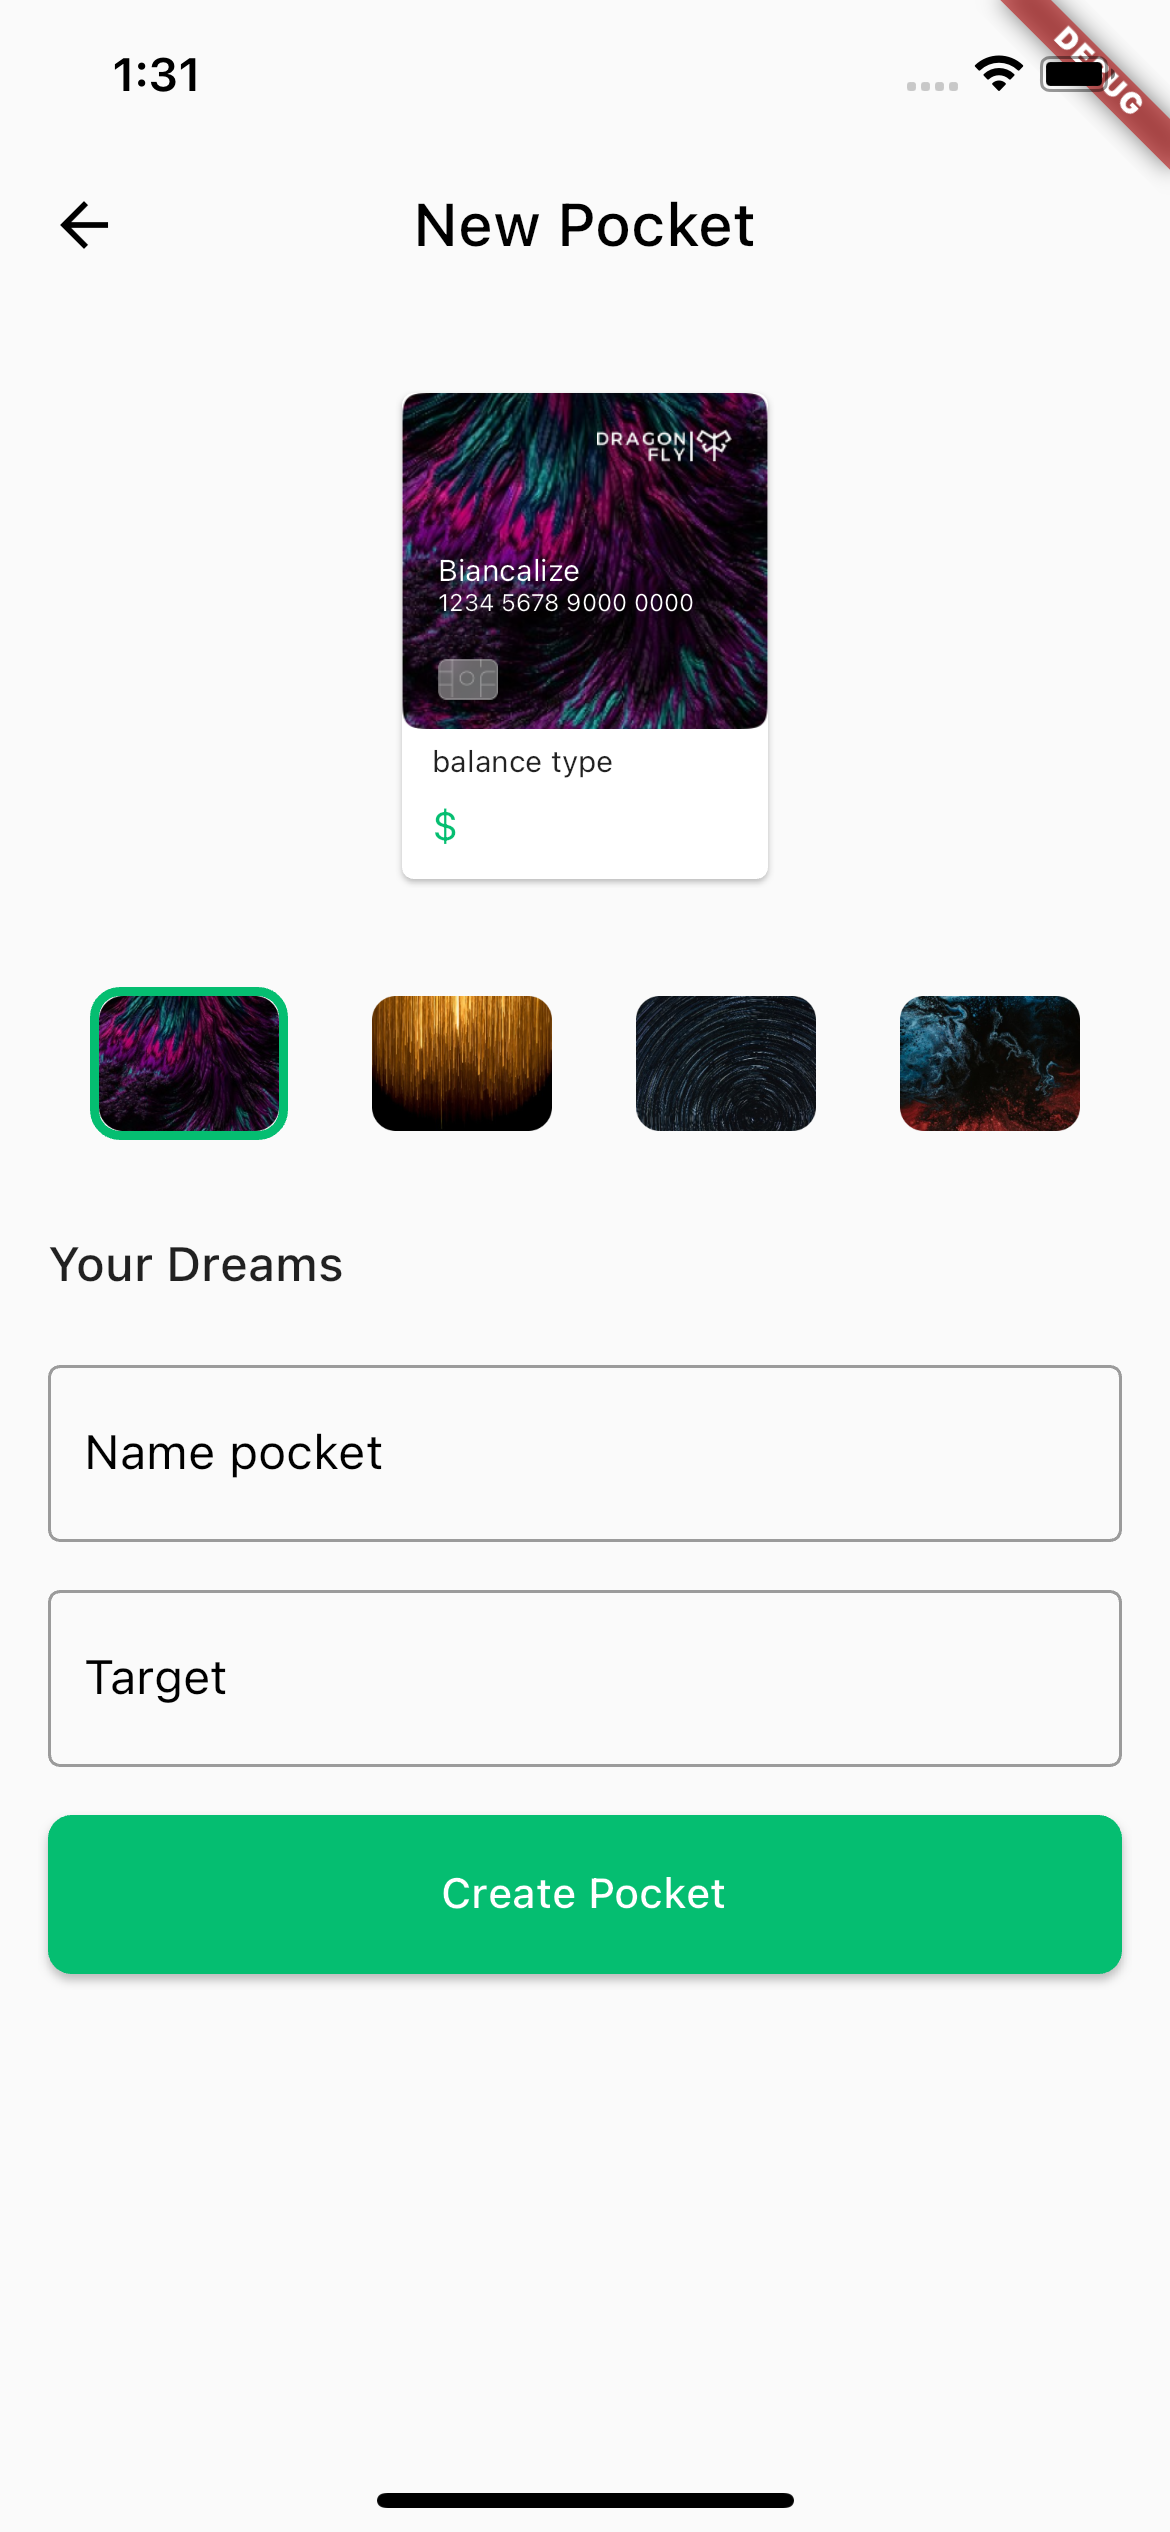 1:31
DEBUG
New Pocket
DRAGON
FLY
Biancalize
1234 5678 9000 0000
balance type
$
Your Dreams
Name pocket
Target
Create Pocket